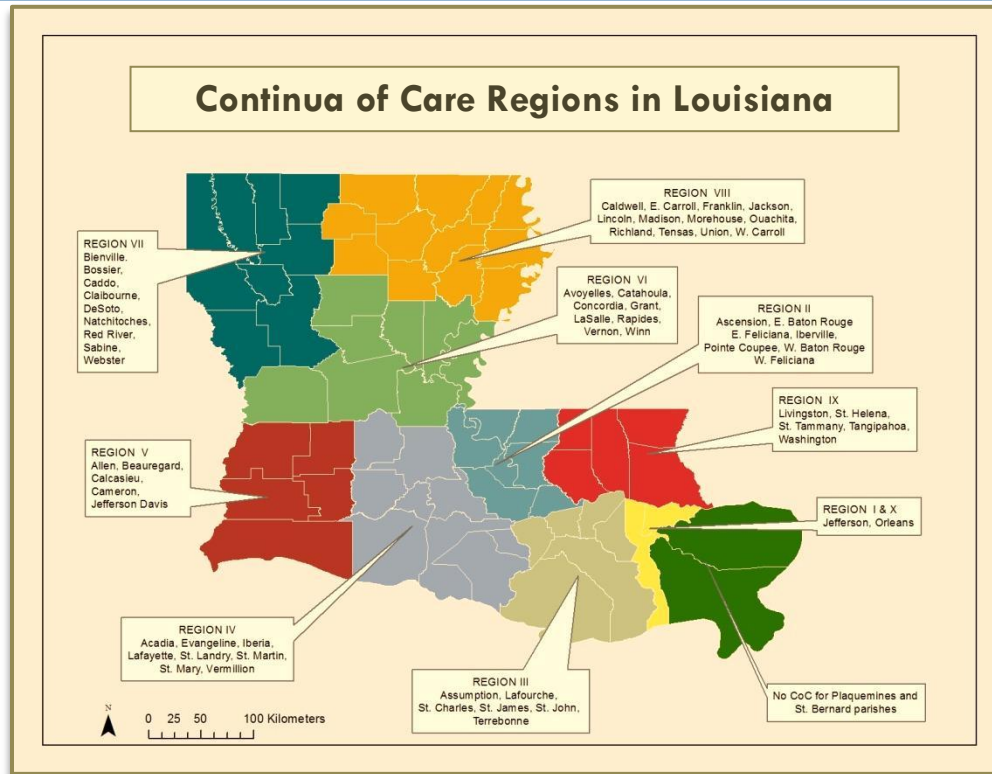 Continua of Care Regions in Louisiana
REGION VIII
Caldwell, E. Carroll, Franklin, Jackson,
Lincoln, Madison, Morehouse, Ouachita,
Richland, Tensas, Union, W. Carroll
REGION VII
Bienville.
Bossier,
Caddo,
Claibourne,
DeSoto,
Natchitoches,
Red River,
Sabine,
Webster
REGION VI
Avoyelles, Catahoula,
Concordia, Grant,
LaSalle, Rapides,
Vernon, Winn
REGION II
Ascension, E. Baton Rouge
E. Feliciana, Iberville,
Pointe Coupee, W. Baton Rouge
W. Feliciana
REGION IX
Livingston, St. Helena,
St. Tammany, Tangipahoa,
Washington
REGION V
Allen, Beauregard,
Calcasieu,
Cameron,
Jefferson Davis
REGION I & X
Jefferson, Orleans
REGION IV
Acadia, Evangeline, Iberia,
Lafayette, St. Landry, St. Martin,
St. Mary, Vermillion
REGION III
Assumption, Lafourche,
St. Charles, St. James, St. John,
Terrebonne
No CoC for Plaquemines and
St. Bernard parishes
N
0 25 50 100 Kilometers